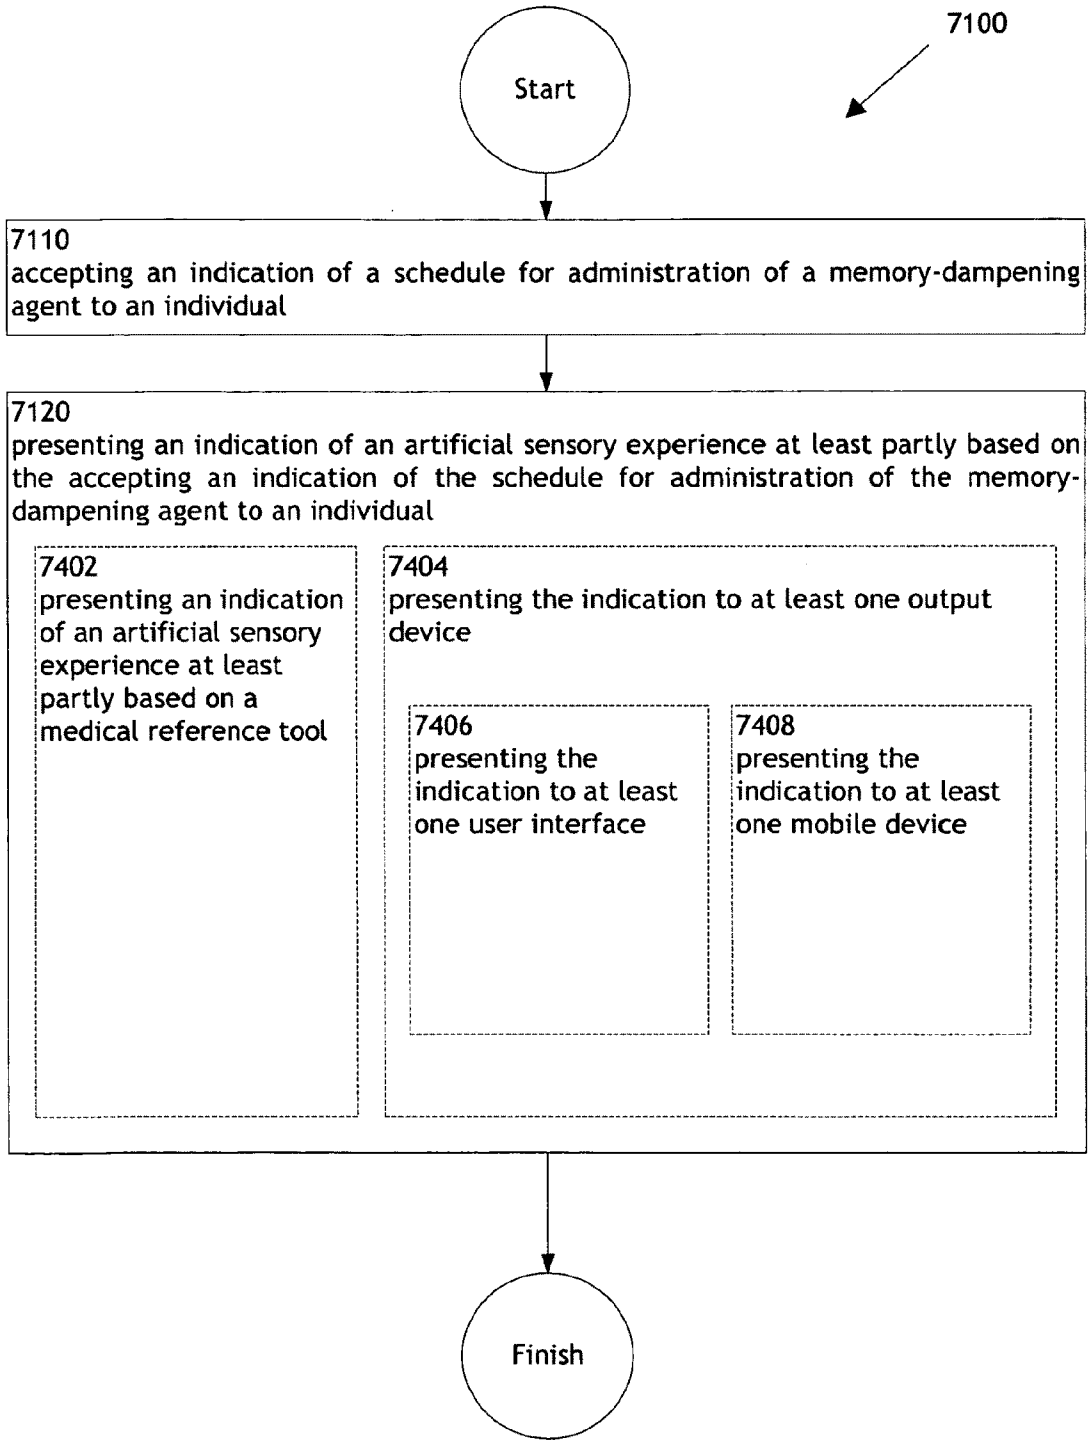 7100
Start
7110
accepting an indication of a schedule for administration of a memory-dampening
agent to an individual
7120
presenting an indication of an artificial sensory experience at least partly based on
the accepting an indication of the schedule for administration of the memory-
dampening agent to an individual
7402
presenting an indication
of an artificial sensory
experience at least
partly based on a
medical reference tool
7404
presenting the indication to at least one output
device
7406
presenting the
indication to at least
one user interface
7408
presenting the
indication to at least
one mobile device
Finish